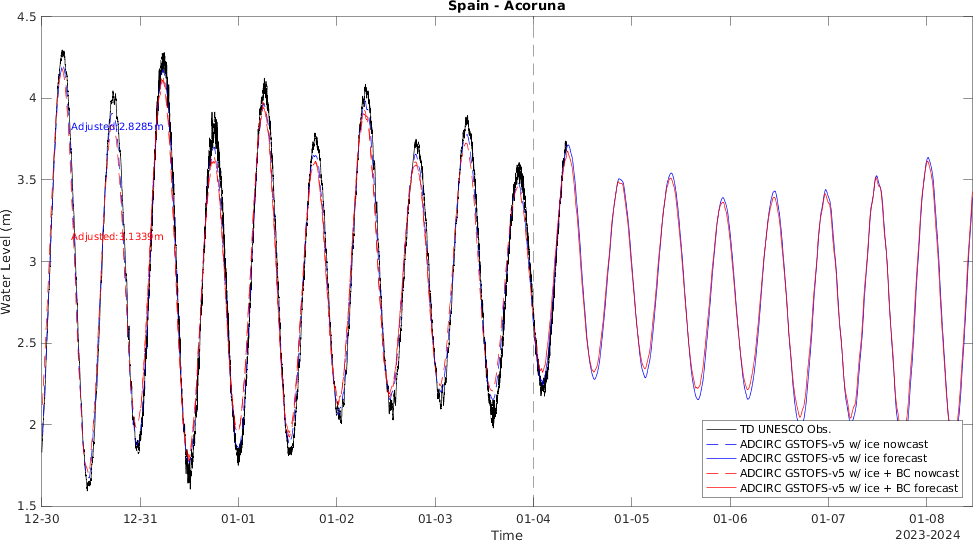 Spain - Acoruna
4.5
4
3.5
3
2.5
2
1.5
Water Level (m)
Adjusted:2.8285m
Adjusted:3.1339m
TD UNESCO Obs.
ADCIRC GSTOFS-v5 w/ ice nowcast
ADCIRC GSTOFS-v5 w/ ice forecast
ADCIRC GSTOFS-v5 w/ ice + BC nowcast
ADCIRC GSTOFS-v5 w/ ice + BC forecast
12-30 12-31 01-01 01-02 01-03 01-04 01-05 01-06 01-07 01-08
Time
2023-2024